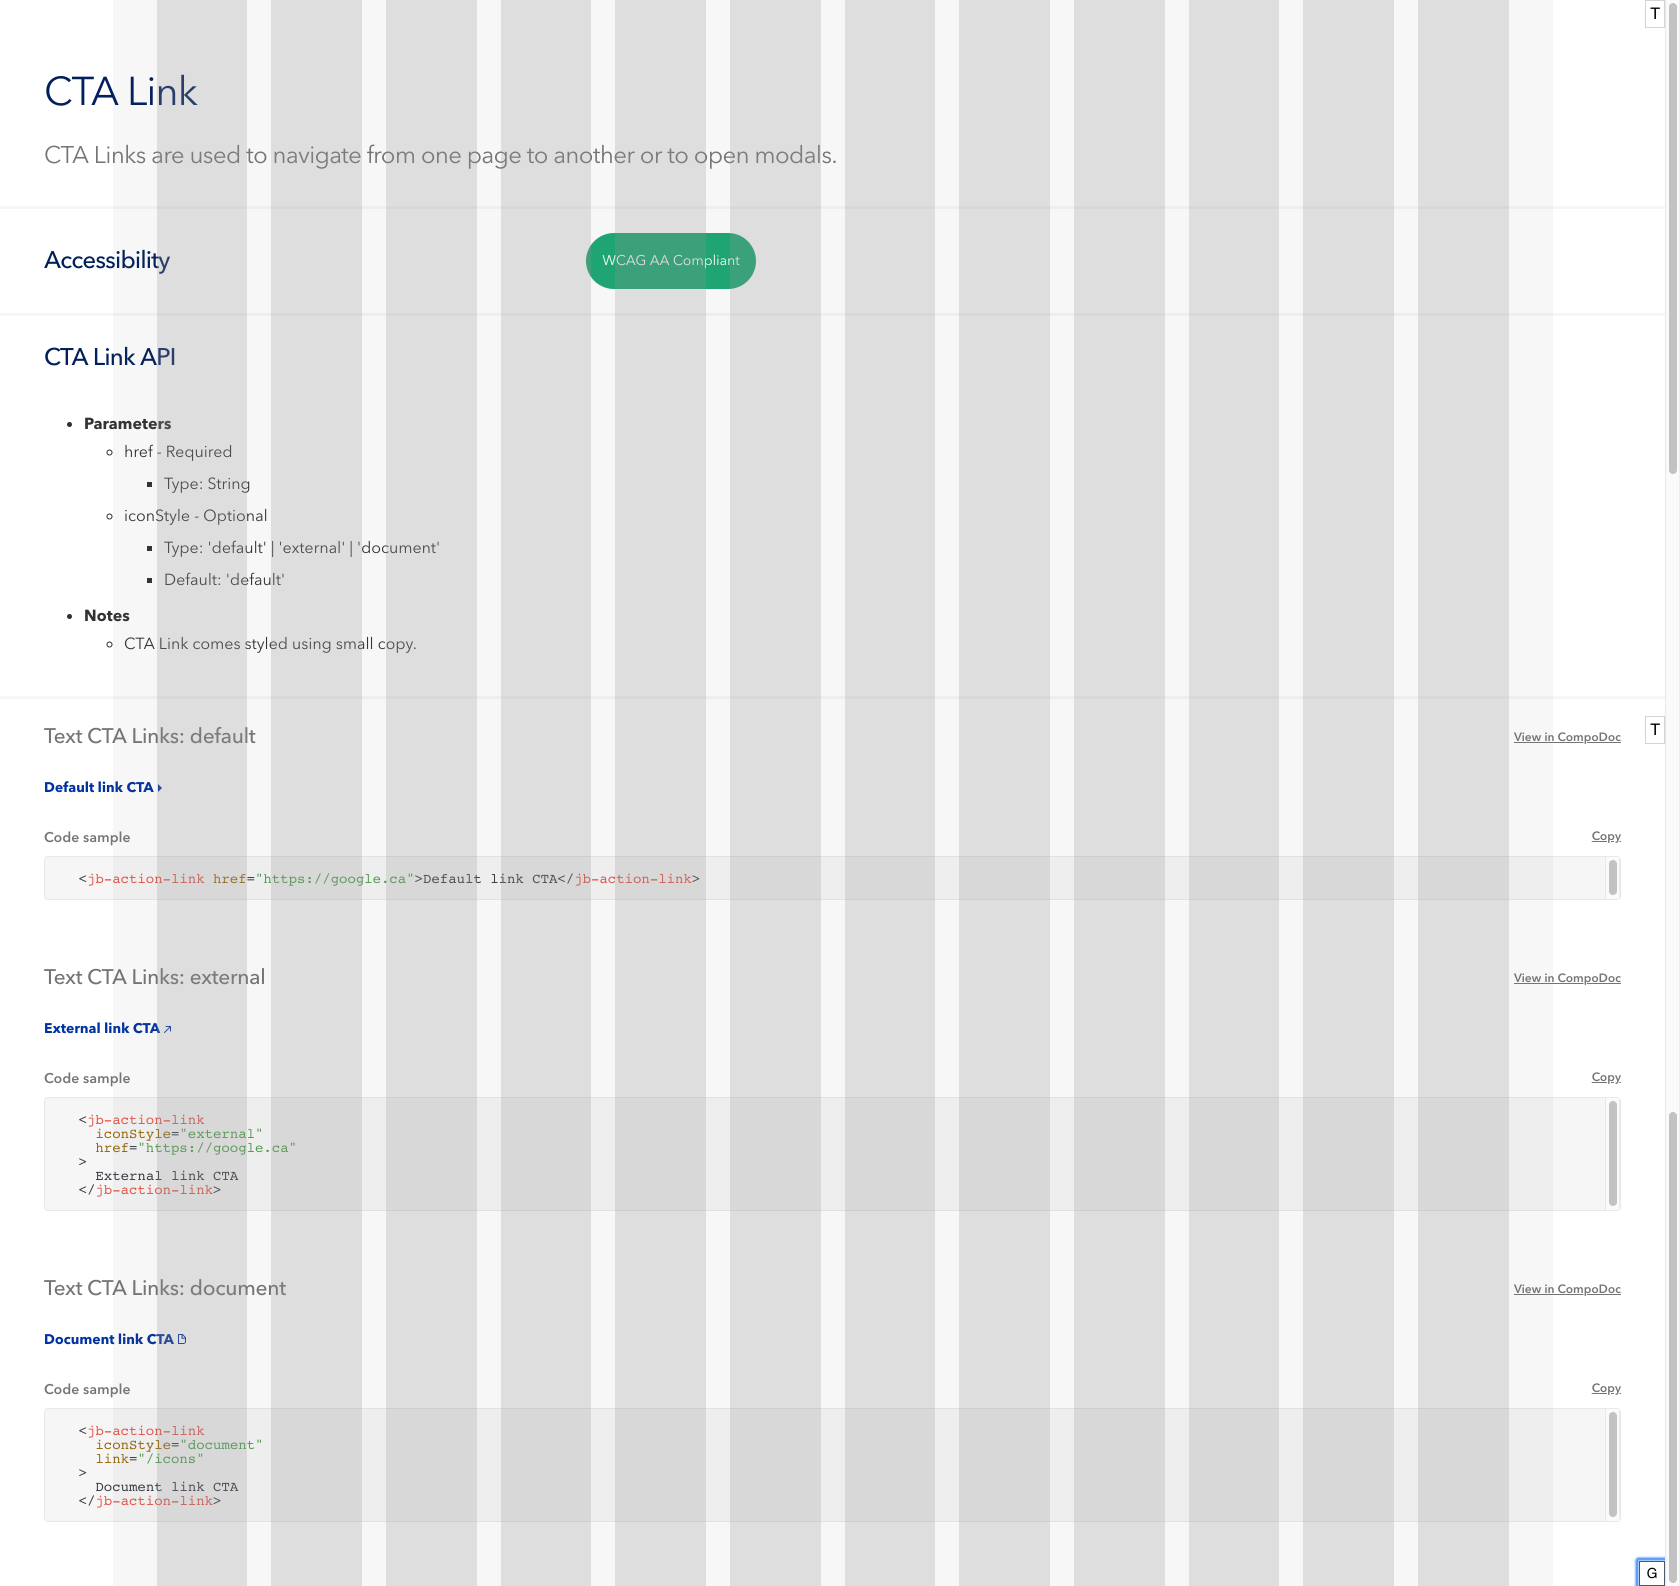 T
CTA Link
CTA Links are used to navigate from one page to another or to open modals.
Accessibility
WCAG AA Compliant
CTA Link API
Parameters
href - Required
Type: String
iconStyle - Optional
Type: 'default' | 'external' | 'document'
Default: 'default'
Notes
CTA Link comes styled using small copy.
Text CTA Links: default
View in CompoDoc
T
Default link CTA
Code sample
Copy
<jb-action-link href="https://google.ca">Default link CTA</jb-action-link>
Text CTA Links: external
View in CompoDoc
External link CTA
Code sample
Copy
<jb-action-link
iconStyle="external"
href="https://google.ca"
>
External link CTA
</jb-action-link>
Text CTA Links: document
View in CompoDoc
Document link CTA
Code sample
Copy
<jb-action-link
iconStyle="document"
link="/icons"
>
Document link CTA
</jb-action-link>
G